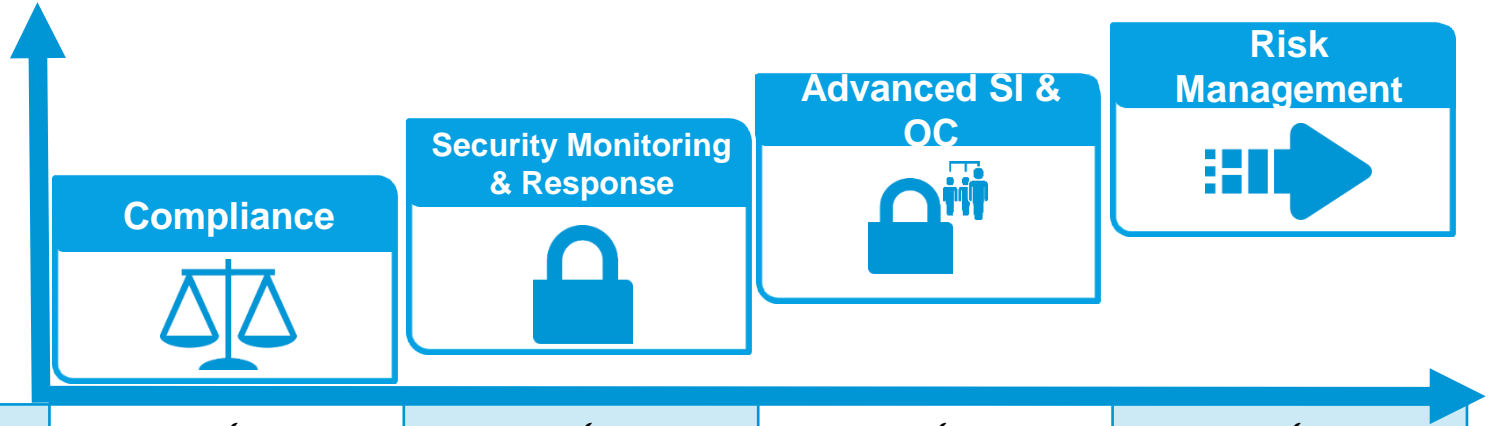 Compliance
Security Monitoring
& Response
Advanced SI &
OC
Risk
Management